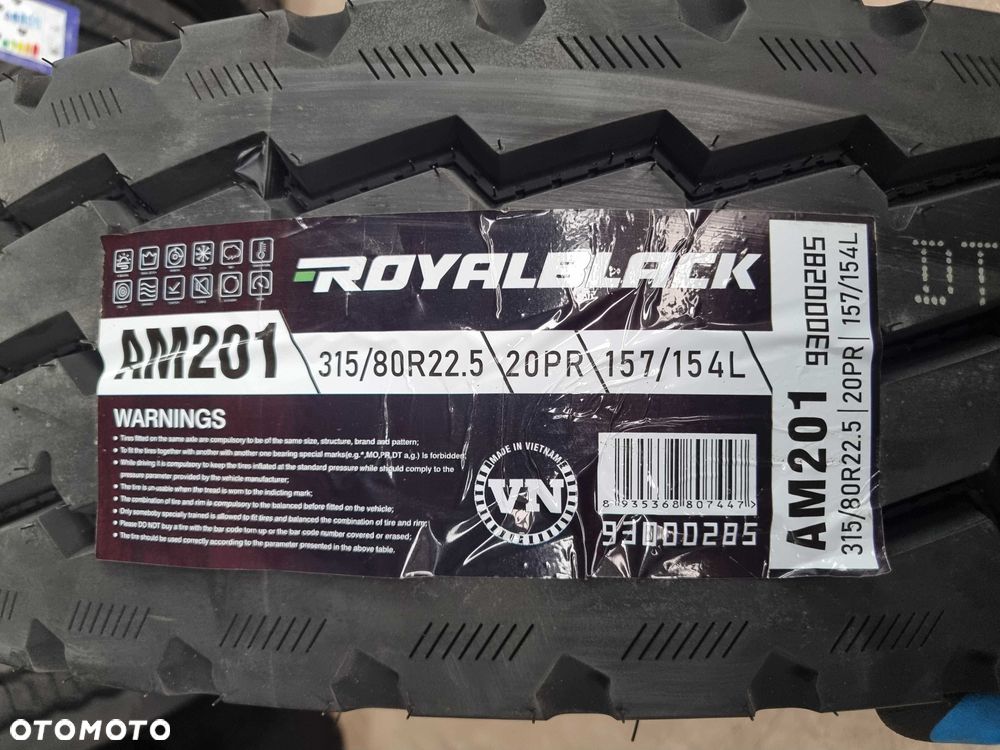 ROYALBLACK
AM201
315/80R22.5
20PR
157/154L
WARNINGS
Tires fitted on the same axle are compulsory to be of the same size, structure, brand and pattern;
To fit the tires together with another with another one bearing special marks(e.g.*,MO,PR,DT a,g.) is forbidden;
While driving it is compulsory to keep the tires inflated at the standard pressure while should comply to the
pressure parameter provided by the vehicle manufacturer;
The tire is un-usable when the tread is worn to the indicting mark;
The combination of tire and rim is compulsory to the balanced before fitted on the vehicle;
Only somebody specially trained is allowed to fit tires and balanced the combination of tire and rim;
Please DO NOT buy a tire with the bar code torn up or the bar code number covered or erased;
The tire should be used correctly according to the parameter presented in the above table.
MADE IN VIETNAME
VN
8935368807447
93000285
AM201 93000285
315/80R22.5 | 20PR | 157/154L
DT
OTOMOTO